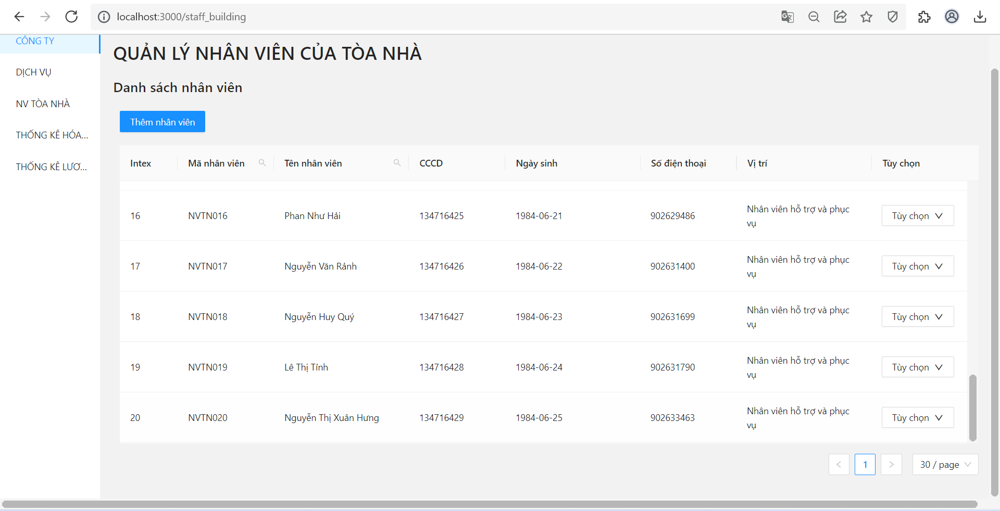 localhost:3000/staff_building
CÔNG TY
DỊCH VỤ
NV TÒA NHÀ
THỐNG KÊ HÓA...
THỐNG KÊ LƯƠ...
QUẢN LÝ NHÂN VIÊN CỦA TÒA NHÀ
Danh sách nhân viên
Thêm nhân viên
Intex Mã nhân viên Tên nhân viên CCCD Ngày sinh Số điện thoại Vị trí Tùy chọn
16 NVTN016 Phan Như Hải 134716425 1984-06-21 902629486 Nhân viên hỗ trợ và phục
vụ
Tùy chọn
17 NVTN017 Nguyễn Văn Rảnh 134716426 1984-06-22 902631400 Nhân viên hỗ trợ và phục
vụ
Tùy chọn
18 NVTN018 Nguyễn Huy Quý 134716427 1984-06-23 902631699 Nhân viên hỗ trợ và phục
vụ
Tùy chọn
19 NVTN019 Lê Thị Tỉnh 134716428 1984-06-24 902631790 Nhân viên hỗ trợ và phục
vụ
Tùy chọn
20 NVTN020 Nguyễn Thị Xuân Hưng 134716429 1984-06-25 902633463 Nhân viên hỗ trợ và phục
vụ
Tùy chọn
< 1 > 30 / page